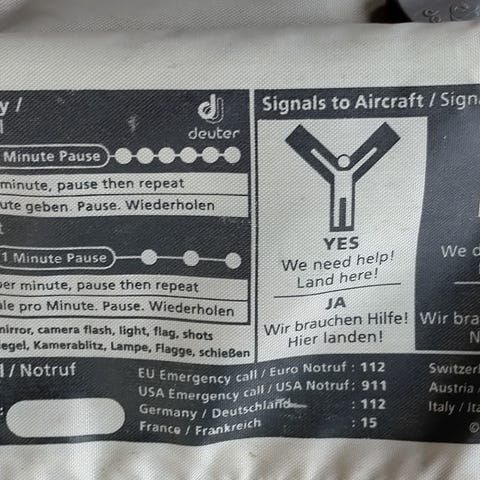 y /
deuter
Minute Pause
minute, pause then repeat
ute geben. Pause. Wiederholen
t
1 Minute Pause
per minute, pause then repeat
ale pro Minute. Pause. Wiederholen
mirror, camera flash, light, flag, shots
iegel, Kamerablitz, Lampe, Flagge, schießen
Signals to Aircraft / Signa
YES
We need help!
Land here!
JA
Wir brauchen Hilfe!
Hier landen!
We d
Wir bra
N
l / Notruf
:
EU Emergency call / Euro Notruf : 112
USA Emergency call / USA Notruf : 911
Germany / Deutschland : 112
France / Frankreich : 15
Switzerl
Austria /
Italy / Ita
©